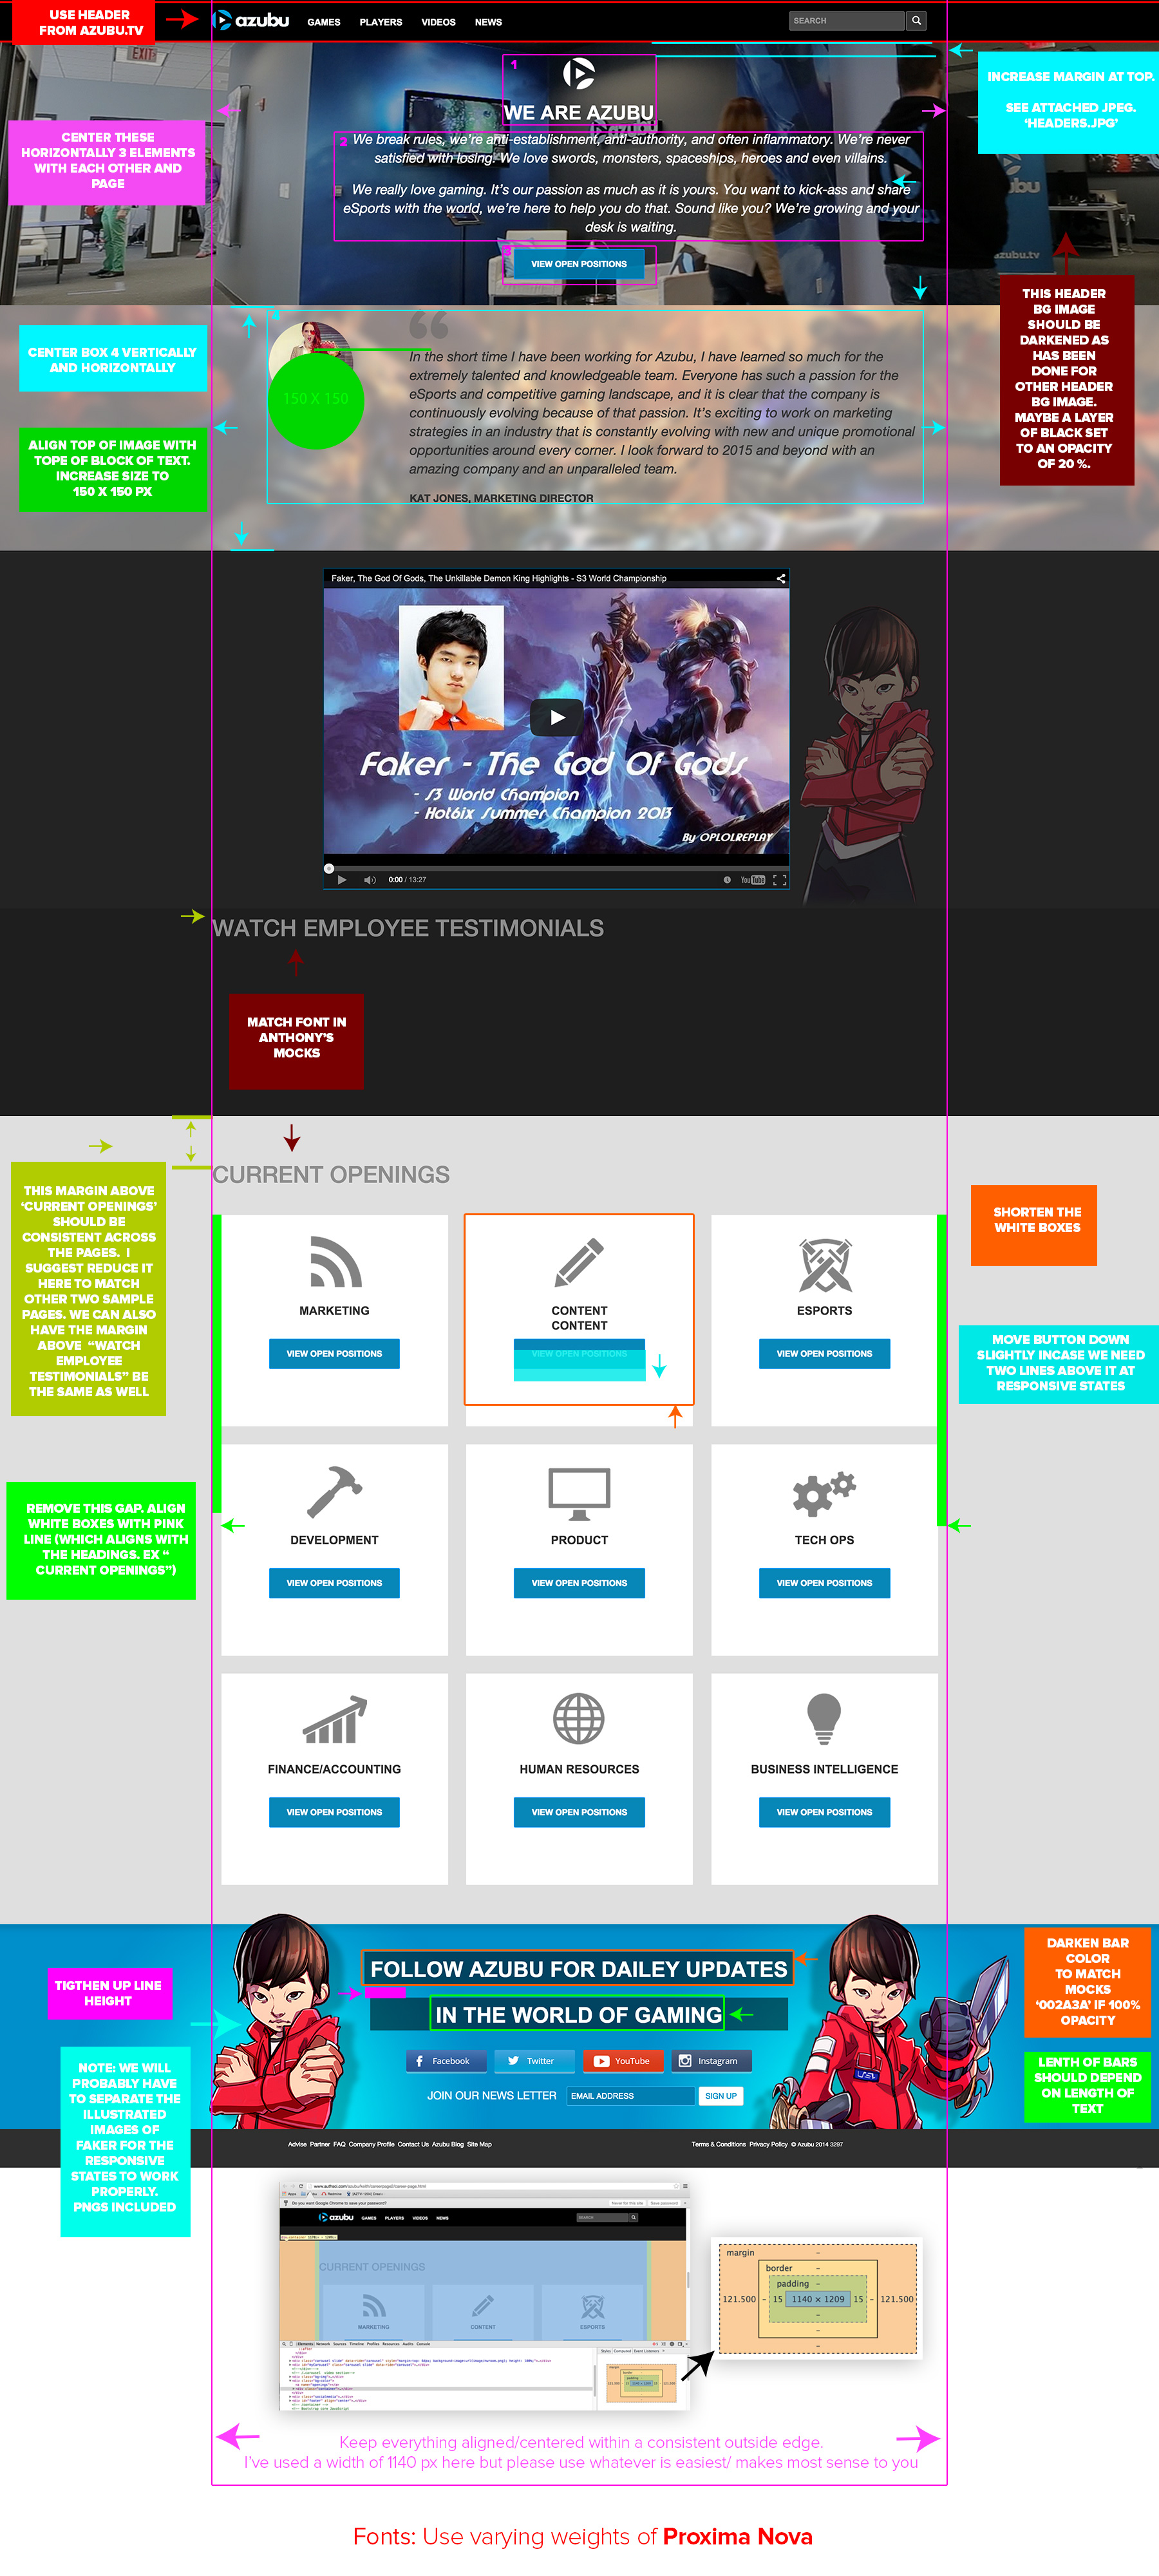 USE HEADER
FROM AZUBU.TV
azubu
GAMES
PLAYERS
VIDEOS
NEWS
SEARCH
EXIT
INCREASE MARGIN AT TOP.
SEE ATTACHED JPEG.
‘HEADERS.JPG’
CENTER THESE
HORIZONTALLY 3 ELEMENTS
WITH EACH OTHER AND
PAGE
1
WE ARE AZUBU
azubu
2
We break rules, we’re anti-establishment, anti-authority, and often inflammatory. We’re never
satisfied with losing. We love swords, monsters, spaceships, heroes and even villains.
We really love gaming. It’s our passion as much as it is yours. You want to kick-ass and share
eSports with the world, we’re here to help you do that. Sound like you? We’re growing and your
desk is waiting.
3
VIEW OPEN POSITIONS
azubu.tv
THIS HEADER
BG IMAGE
SHOULD BE
DARKENED AS
HAS BEEN
DONE FOR
OTHER HEADER
BG IMAGE.
MAYBE A LAYER
OF BLACK SET
TO AN OPACITY
OF 20 %.
CENTER BOX 4 VERTICALLY
AND HORIZONTALLY
ALIGN TOP OF IMAGE WITH
TOPE OF BLOCK OF TEXT.
INCREASE SIZE TO
150 X 150 PX
150 X 150
“
In the short time I have been working for Azubu, I have learned so much for the
extremely talented and knowledgeable team. Everyone has such a passion for the
eSports and competitive gaming landscape, and it is clear that the company is
continuously evolving because of that passion. It’s exciting to work on marketing
strategies in an industry that is constantly evolving with new and unique promotional
opportunities around every corner. I look forward to 2015 and beyond with an
amazing company and an unparalleled team.
KAT JONES, MARKETING DIRECTOR
Faker, The God Of Gods, The Unkillable Demon King Highlights - S3 World Championship
Faker - The God Of Gods
- S3 World Champion
- Hot6ix Summer Champion 2013
By OPLOLREPLAY
0:00 / 13:27
YouTube
WATCH EMPLOYEE TESTIMONIALS
MATCH FONT IN
ANTHONY’S
MOCKS
CURRENT OPENINGS
THIS MARGIN ABOVE
‘CURRENT OPENINGS’
SHOULD BE
CONSISTENT ACROSS
THE PAGES. I
SUGGEST REDUCE IT
HERE TO MATCH
OTHER TWO SAMPLE
PAGES. WE CAN ALSO
HAVE THE MARGIN
ABOVE “WATCH
EMPLOYEE
TESTIMONIALS” BE
THE SAME AS WELL
SHORTEN THE
WHITE BOXES
MARKETING
VIEW OPEN POSITIONS
CONTENT
CONTENT
VIEW OPEN POSITIONS
ESPORTS
VIEW OPEN POSITIONS
MOVE BUTTON DOWN
SLIGHTLY INCASE WE NEED
TWO LINES ABOVE IT AT
RESPONSIVE STATES
REMOVE THIS GAP. ALIGN
WHITE BOXES WITH PINK
LINE (WHICH ALIGNS WITH
THE HEADINGS. EX “
CURRENT OPENINGS”)
DEVELOPMENT
VIEW OPEN POSITIONS
PRODUCT
VIEW OPEN POSITIONS
TECH OPS
VIEW OPEN POSITIONS
FINANCE/ACCOUNTING
VIEW OPEN POSITIONS
HUMAN RESOURCES
VIEW OPEN POSITIONS
BUSINESS INTELLIGENCE
VIEW OPEN POSITIONS
TIGTHEN UP LINE
HEIGHT
FOLLOW AZUBU FOR DAILEY UPDATES
IN THE WORLD OF GAMING
DARKEN BAR
COLOR
TO MATCH
MOCKS
‘002A3A’ IF 100%
OPACITY
LENTH OF BARS
SHOULD DEPEND
ON LENGTH OF
TEXT
Facebook
Twitter
YouTube
Instagram
JOIN OUR NEWS LETTER
EMAIL ADDRESS
SIGN UP
NOTE: WE WILL
PROBABLY HAVE
TO SEPARATE THE
ILLUSTRATED
IMAGES OF
FAKER FOR THE
RESPONSIVE
STATES TO WORK
PROPERLY.
PNGS INCLUDED
Advise Partner FAQ Company Profile Contact Us Azubu Blog Site Map
Terms & Conditions Privacy Policy © Azubu 2014 3297
Do you want Google Chrome to save your password?
azubu
GAMES
PLAYERS
VIDEOS
NEWS
SEARCH
CURRENT OPENINGS
MARKETING
CONTENT
ESPORTS
margin
border
padding
121.500
15
1140 × 1209
15
121.500
Keep everything aligned/centered within a consistent outside edge.
I’ve used a width of 1140 px here but please use whatever is easiest/ makes most sense to you
Fonts: Use varying weights of Proxima Nova